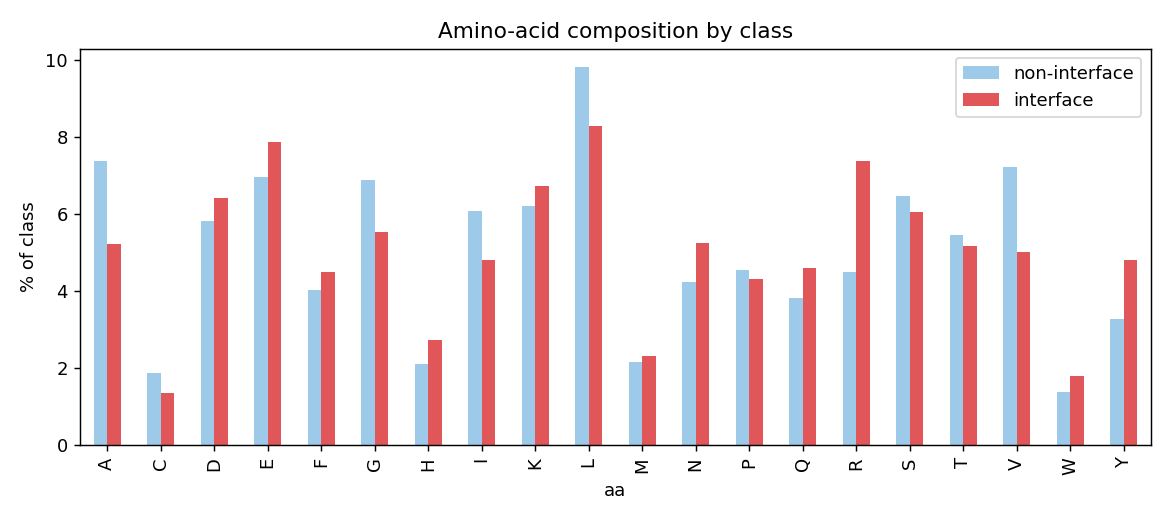 Amino-acid composition by class
non-interface
interface
% of class
10
8
6
4
2
0
A C D E F G H I K L M N P Q R S T V W Y
aa